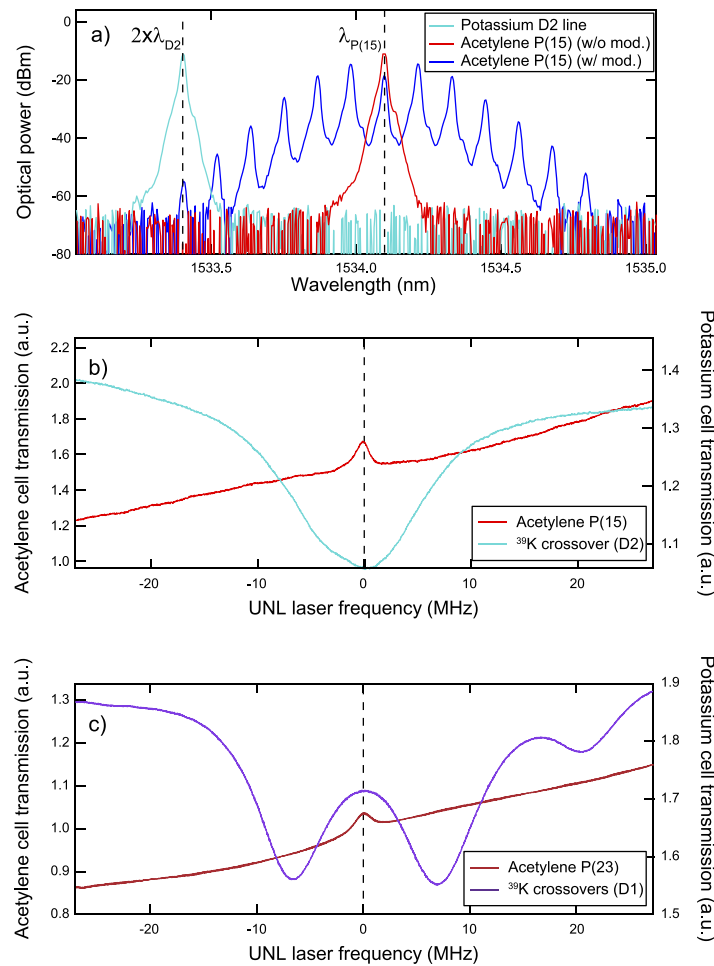 a)
2xλD2
λP(15)
Potassium D2 line
Acetylene P(15) (w/o mod.)
Acetylene P(15) (w/ mod.)
Optical power (dBm)
0
-20
-40
-60
-80
1533.5
1534.0
1534.5
1535.0
Wavelength (nm)
b)
Acetylene cell transmission (a.u.)
2.2
2.0
1.8
1.6
1.4
1.2
1.0
Potassium cell transmission (a.u.)
1.4
1.3
1.2
1.1
Acetylene P(15)
³⁹K crossover (D2)
-20
-10
0
10
20
UNL laser frequency (MHz)
c)
Acetylene cell transmission (a.u.)
1.3
1.2
1.1
1.0
0.9
0.8
Potassium cell transmission (a.u.)
1.9
1.8
1.7
1.6
1.5
Acetylene P(23)
³⁹K crossovers (D1)
-20
-10
0
10
20
UNL laser frequency (MHz)